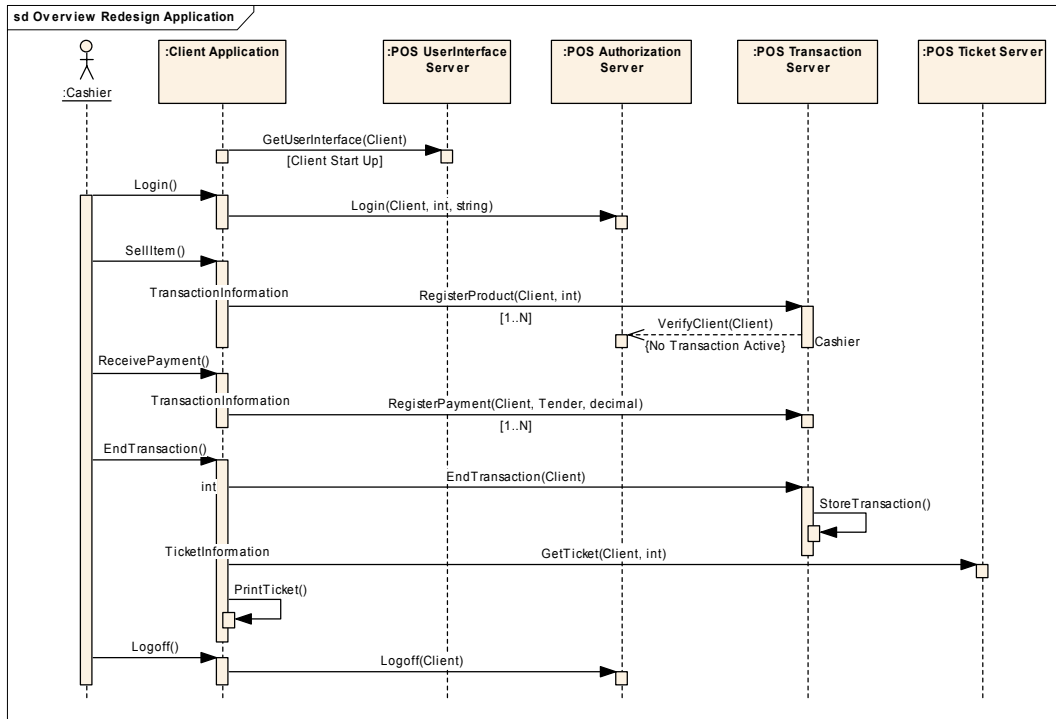 sd Overview Redesign Application
:Cashier
:Client Application
:POS UserInterface
Server
:POS Authorization
Server
:POS Transaction
Server
:POS Ticket Server
GetUserInterface(Client)
[Client Start Up]
Login()
Login(Client, int, string)
SellItem()
TransactionInformation
RegisterProduct(Client, int)
[1..N]
VerifyClient(Client)
{No Transaction Active}
Cashier
ReceivePayment()
TransactionInformation
RegisterPayment(Client, Tender, decimal)
[1..N]
EndTransaction()
int
EndTransaction(Client)
StoreTransaction()
TicketInformation
GetTicket(Client, int)
PrintTicket()
Logoff()
Logoff(Client)